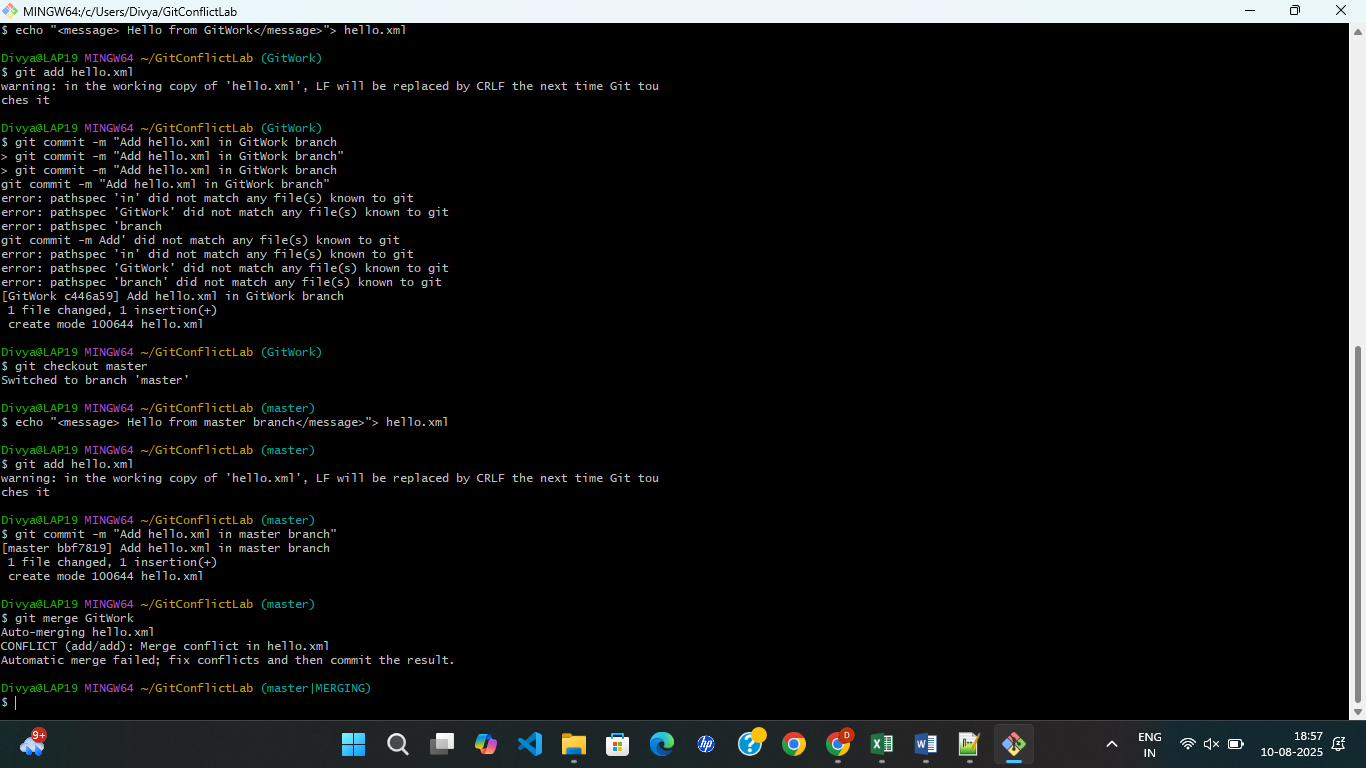 MINGW64:/c/Users/Divya/GitConflictLab
$ echo "<message> Hello from GitWork</message>"> hello.xml
Divya@LAP19 MINGW64 ~/GitConflictLab (GitWork)
$ git add hello.xml
warning: in the working copy of 'hello.xml', LF will be replaced by CRLF the next time Git tou
ches it
Divya@LAP19 MINGW64 ~/GitConflictLab (GitWork)
$ git commit -m "Add hello.xml in GitWork branch
> git commit -m "Add hello.xml in GitWork branch"
> git commit -m "Add hello.xml in GitWork branch
git commit -m "Add hello.xml in GitWork branch"
error: pathspec 'in' did not match any file(s) known to git
error: pathspec 'GitWork' did not match any file(s) known to git
error: pathspec 'branch
git commit -m Add' did not match any file(s) known to git
error: pathspec 'in' did not match any file(s) known to git
error: pathspec 'GitWork' did not match any file(s) known to git
error: pathspec 'branch' did not match any file(s) known to git
[GitWork c446a59] Add hello.xml in GitWork branch
 1 file changed, 1 insertion(+)
 create mode 100644 hello.xml
Divya@LAP19 MINGW64 ~/GitConflictLab (GitWork)
$ git checkout master
Switched to branch 'master'
Divya@LAP19 MINGW64 ~/GitConflictLab (master)
$ echo "<message> Hello from master branch</message>"> hello.xml
Divya@LAP19 MINGW64 ~/GitConflictLab (master)
$ git add hello.xml
warning: in the working copy of 'hello.xml', LF will be replaced by CRLF the next time Git tou
ches it
Divya@LAP19 MINGW64 ~/GitConflictLab (master)
$ git commit -m "Add hello.xml in master branch"
[master bbf7819] Add hello.xml in master branch
 1 file changed, 1 insertion(+)
 create mode 100644 hello.xml
Divya@LAP19 MINGW64 ~/GitConflictLab (master)
$ git merge GitWork
Auto-merging hello.xml
CONFLICT (add/add): Merge conflict in hello.xml
Automatic merge failed; fix conflicts and then commit the result.
Divya@LAP19 MINGW64 ~/GitConflictLab (master|MERGING)
$
9+
hp
D
ENG
IN
18:57
10-08-2025